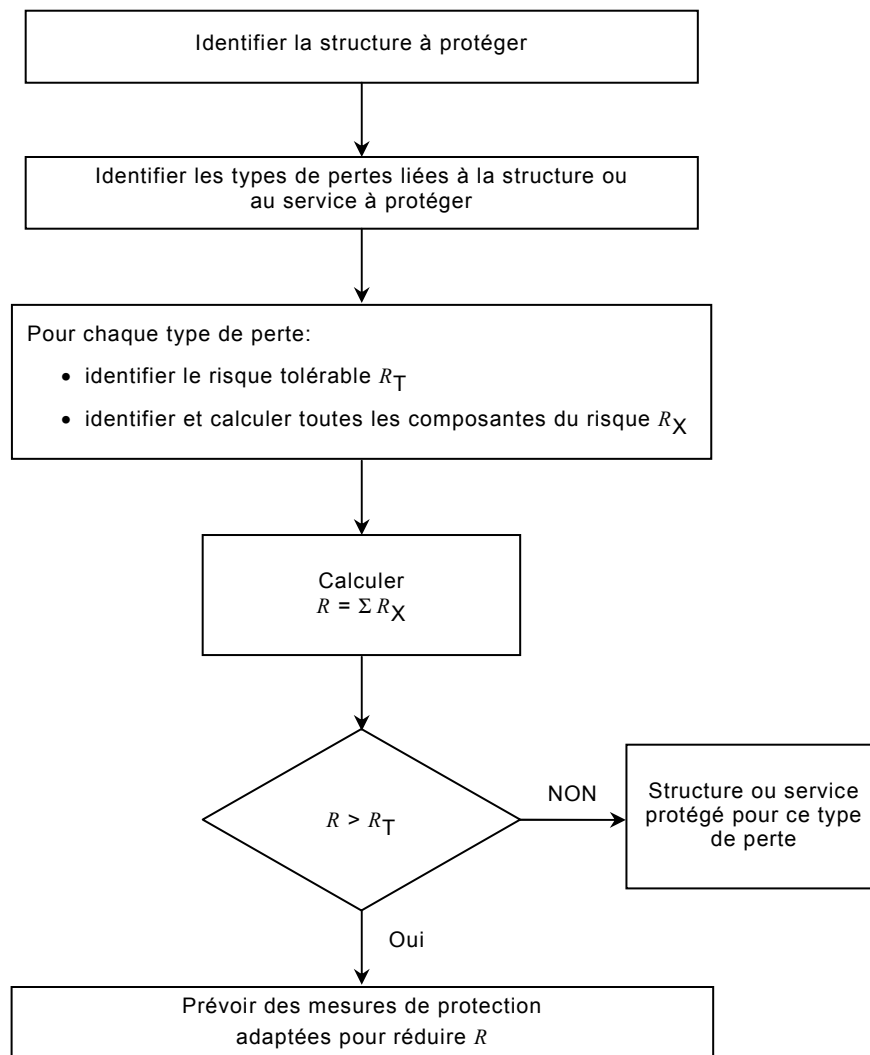 Identifier la structure à protéger
Identifier les types de pertes liées à la structure ou
au service à protéger
Pour chaque type de perte:
• identifier le risque tolérable RT
• identifier et calculer toutes les composantes du risque RX
Calculer
R = Σ RX
R > RT
NON
Structure ou service
protégé pour ce type
de perte
Oui
Prévoir des mesures de protection
adaptées pour réduire R